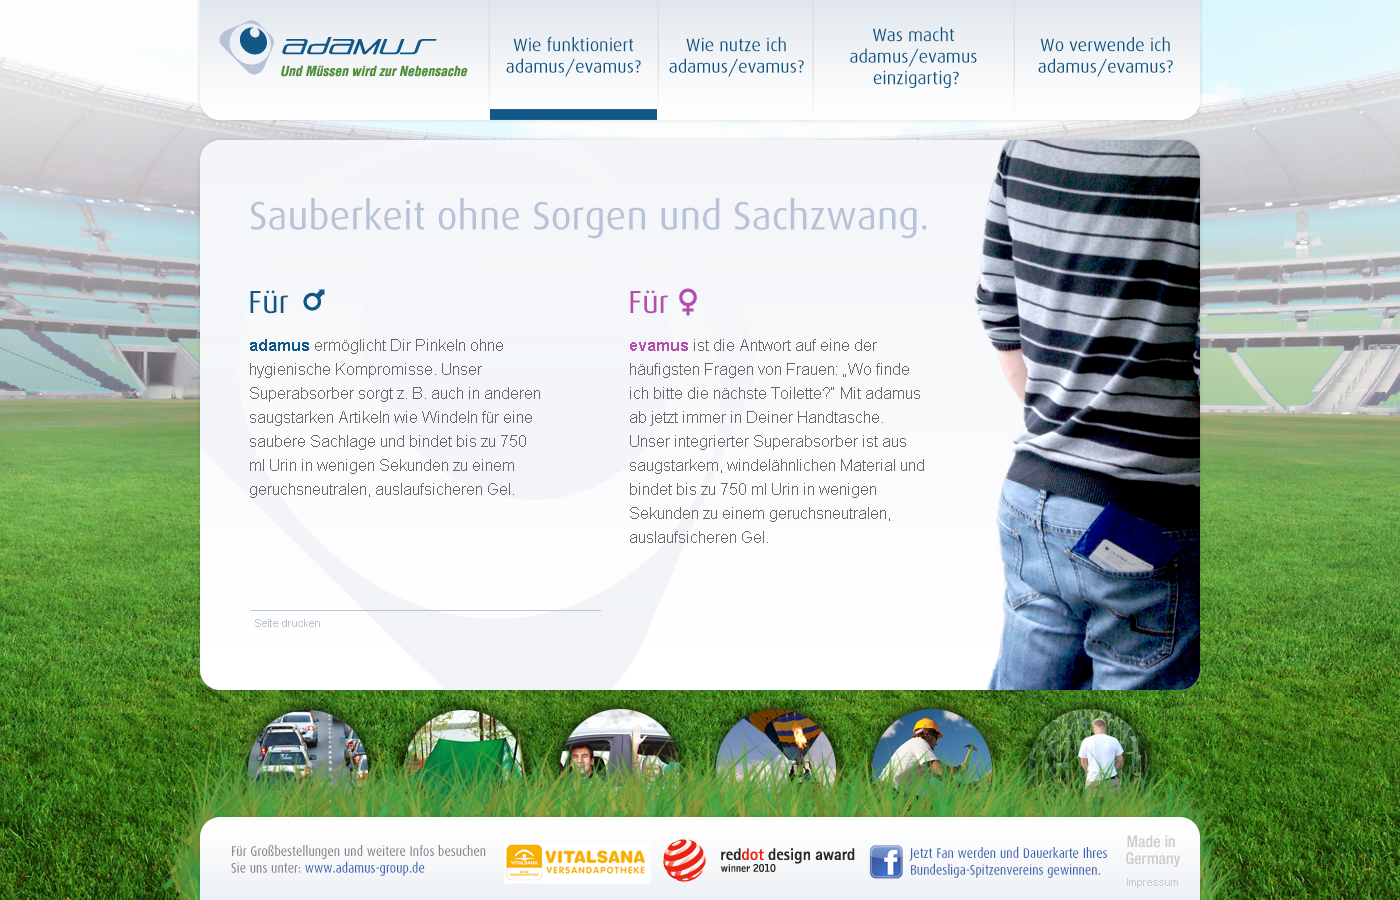 adamus
Und Müssen wird zur Nebensache
Wie funktioniert
adamus/evamus?
Wie nutze ich
adamus/evamus?
Was macht
adamus/evamus
einzigartig?
Wo verwende ich
adamus/evamus?
Sauberkeit ohne Sorgen und Sachzwang.
Für ♂
adamus ermöglicht Dir Pinkeln ohne
hygienische Kompromisse. Unser
Superabsorber sorgt z. B. auch in anderen
saugstarken Artikeln wie Windeln für eine
saubere Sachlage und bindet bis zu 750
ml Urin in wenigen Sekunden zu einem
geruchsneutralen, auslaufsicheren Gel.
Für ♀
evamus ist die Antwort auf eine der
häufigsten Fragen von Frauen: „Wo finde
ich bitte die nächste Toilette?" Mit adamus
ab jetzt immer in Deiner Handtasche.
Unser integrierter Superabsorber ist aus
saugstarkem, windelähnlichen Material und
bindet bis zu 750 ml Urin in wenigen
Sekunden zu einem geruchsneutralen,
auslaufsicheren Gel.
Seite drucken
Für Großbestellungen und weitere Infos besuchen
Sie uns unter: www.adamus-group.de
VITALSANA
VITALSANA
VERSANDAPOTHEKE
reddot design award
winner 2010
Jetzt Fan werden und Dauerkarte Ihres
Bundesliga-Spitzenvereins gewinnen.
Made in
Germany
Impressum